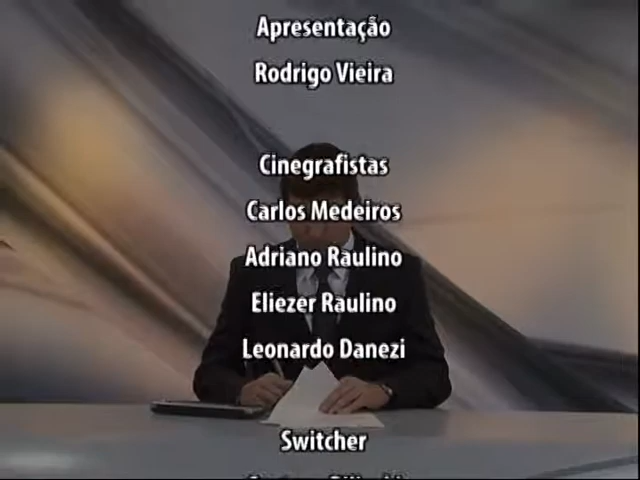 Apresentação
Rodrigo Vieira
Cinegrafistas
Carlos Medeiros
Adriano Raulino
Eliezer Raulino
Leonardo Danezi
Switcher